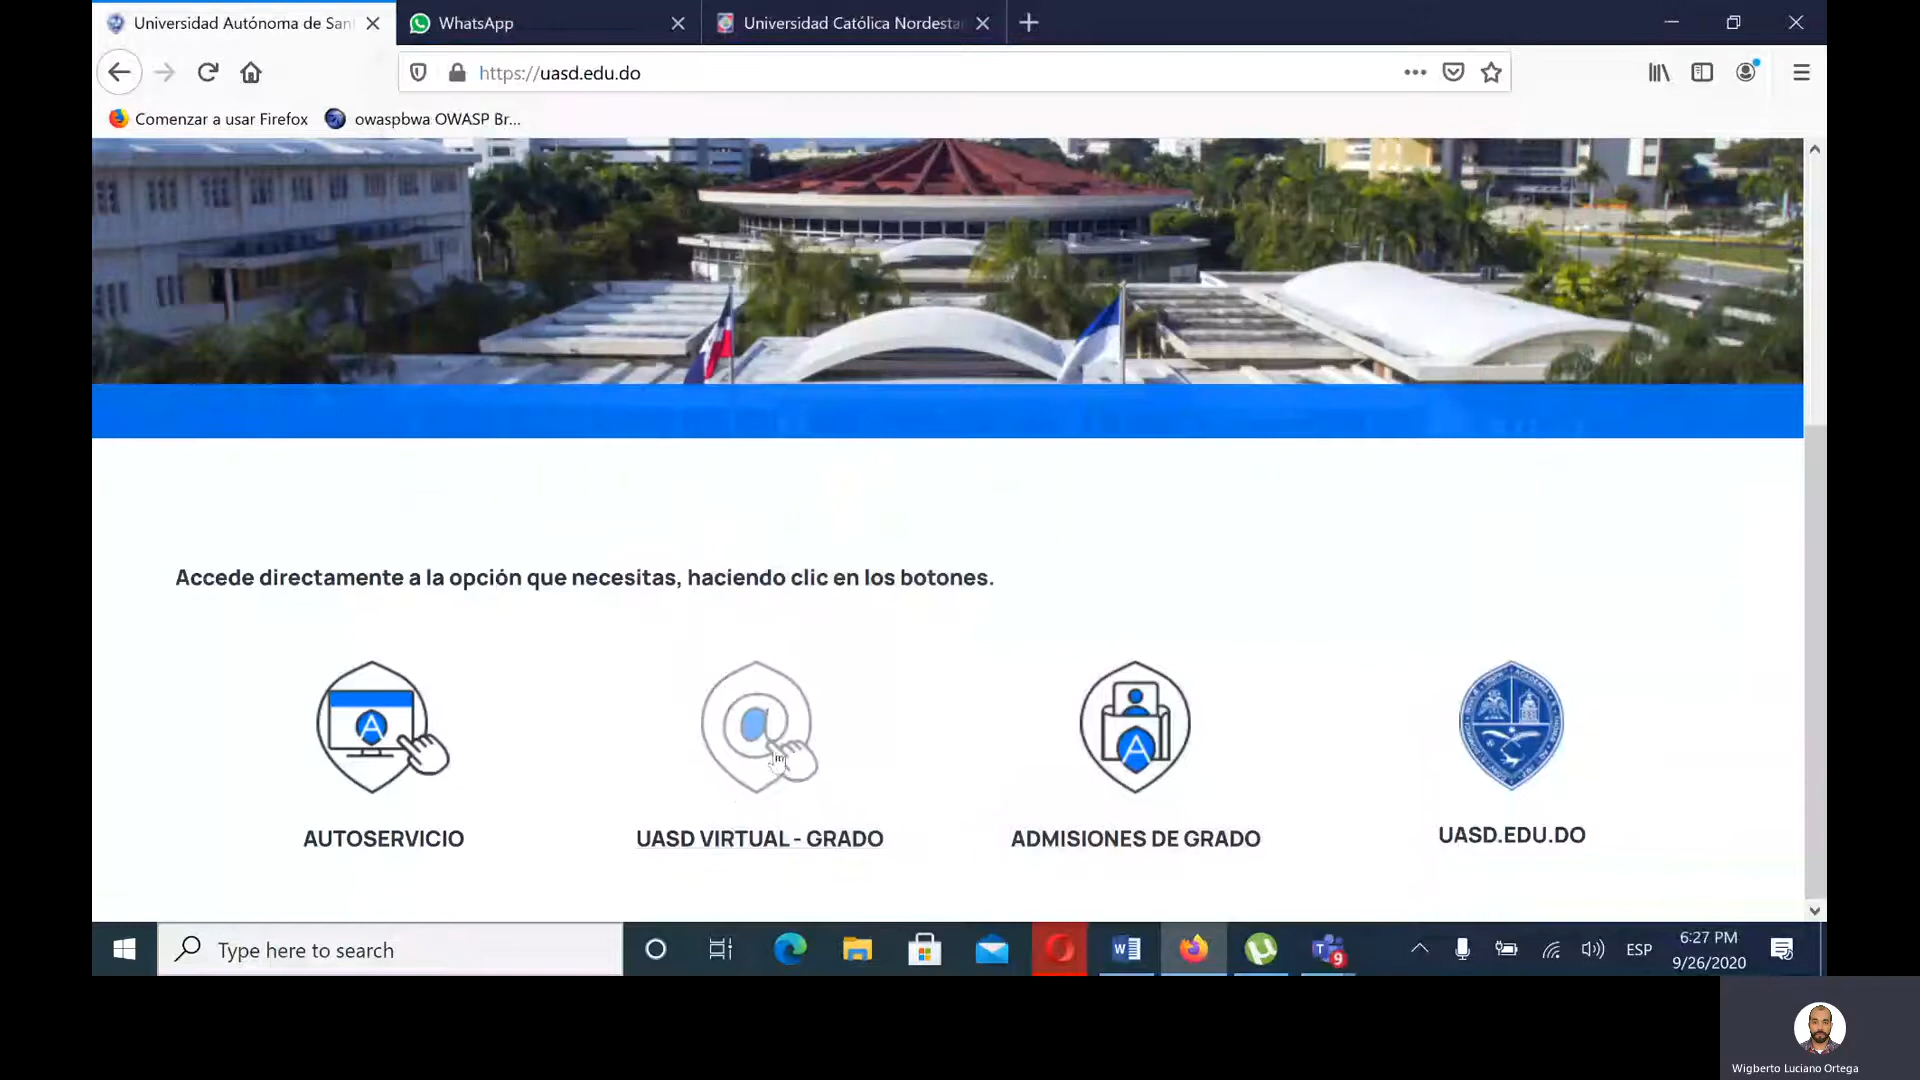 Universidad Autónoma de San
WhatsApp
Universidad Católica Nordesta
https://uasd.edu.do
Comenzar a usar Firefox
owaspbwa OWASP Br...
Accede directamente a la opción que necesitas, haciendo clic en los botones.
AUTOSERVICIO
UASD VIRTUAL - GRADO
ADMISIONES DE GRADO
UASD.EDU.DO
Type here to search
9
ESP
6:27 PM
9/26/2020
Wigberto Luciano Ortega